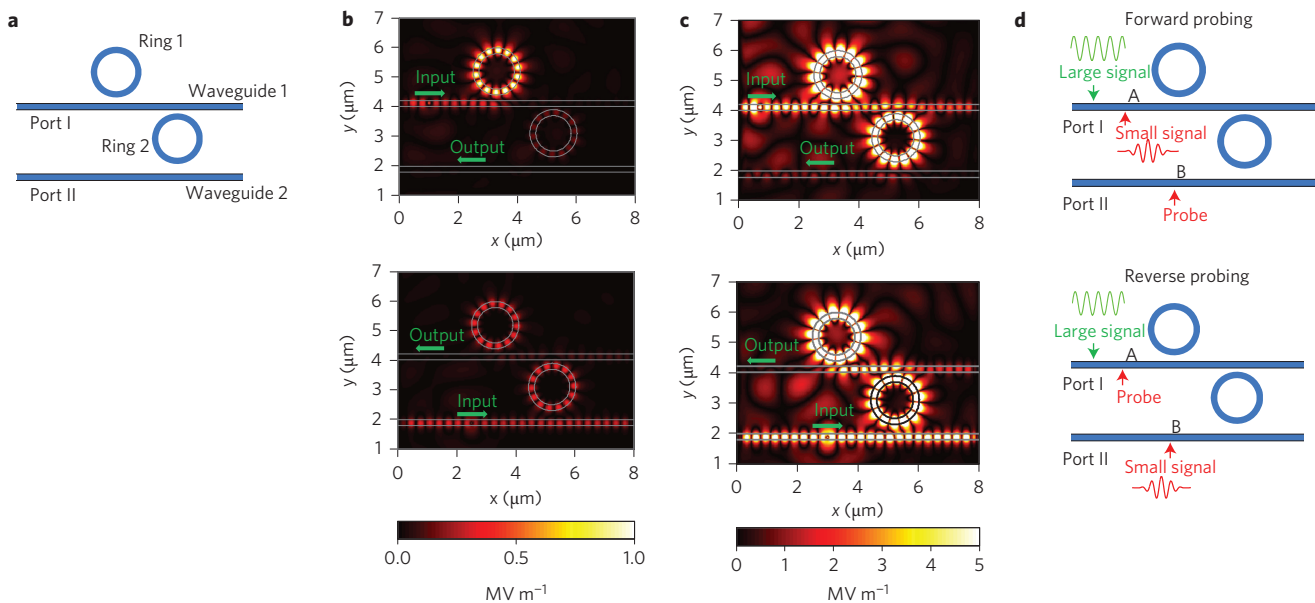 a
Ring 1
Waveguide 1
Port I
Ring 2
Port II
Waveguide 2
b
7
6
5
4
3
2
1
y (μm)
Input
Output
0
2
4
6
8
x (μm)
7
6
5
4
3
2
1
y (μm)
Output
Input
0
2
4
6
8
x (μm)
0.0
0.5
1.0
MV m⁻¹
c
7
6
5
4
3
2
1
y (μm)
Input
Output
0
2
4
6
8
x (μm)
7
6
5
4
3
2
1
y (μm)
Output
Input
0
2
4
6
8
x (μm)
0
1
2
3
4
5
MV m⁻¹
d
Forward probing
Large signal
A
Port I
Small signal
B
Port II
Probe
Reverse probing
Large signal
A
Port I
Probe
B
Port II
Small signal